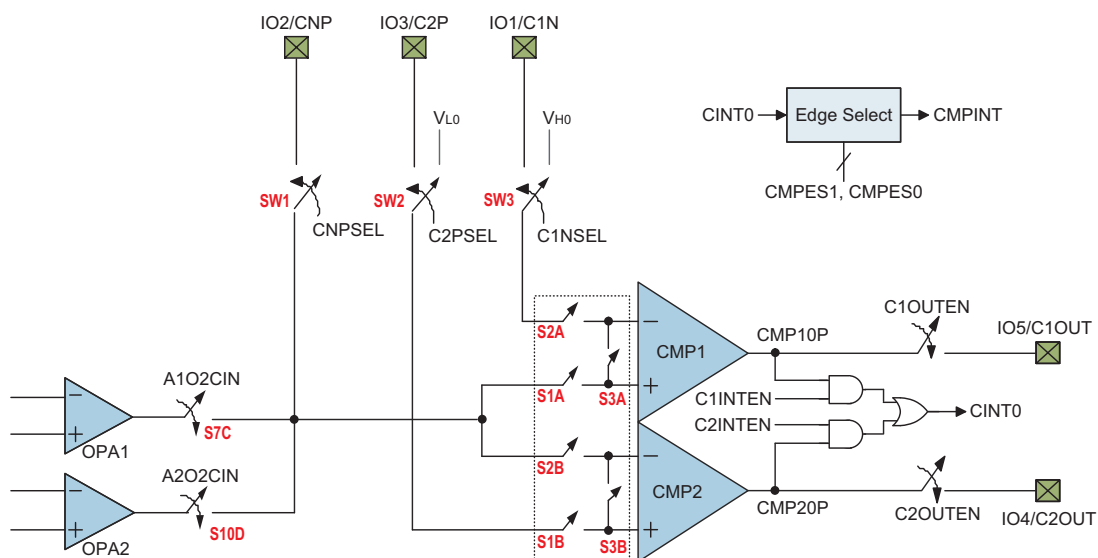 IO2/CNP IO3/C2P IO1/C1N
VL0 VH0
CINT0 Edge Select CMPINT
CMPES1, CMPES0
SW1 SW2 SW3
CNPSEL C2PSEL C1NSEL
S2A
C1OUTEN
CMP10P
IO5/C1OUT
CMP1
−
+
A1O2CIN
S1A S3A
C1INTEN
CINT0
−
+
S7C
C2INTEN
OPA1
A2O2CIN
S2B
−
+
CMP2
CMP20P
−
+
S10D
C2OUTEN
IO4/C2OUT
OPA2
S1B S3B